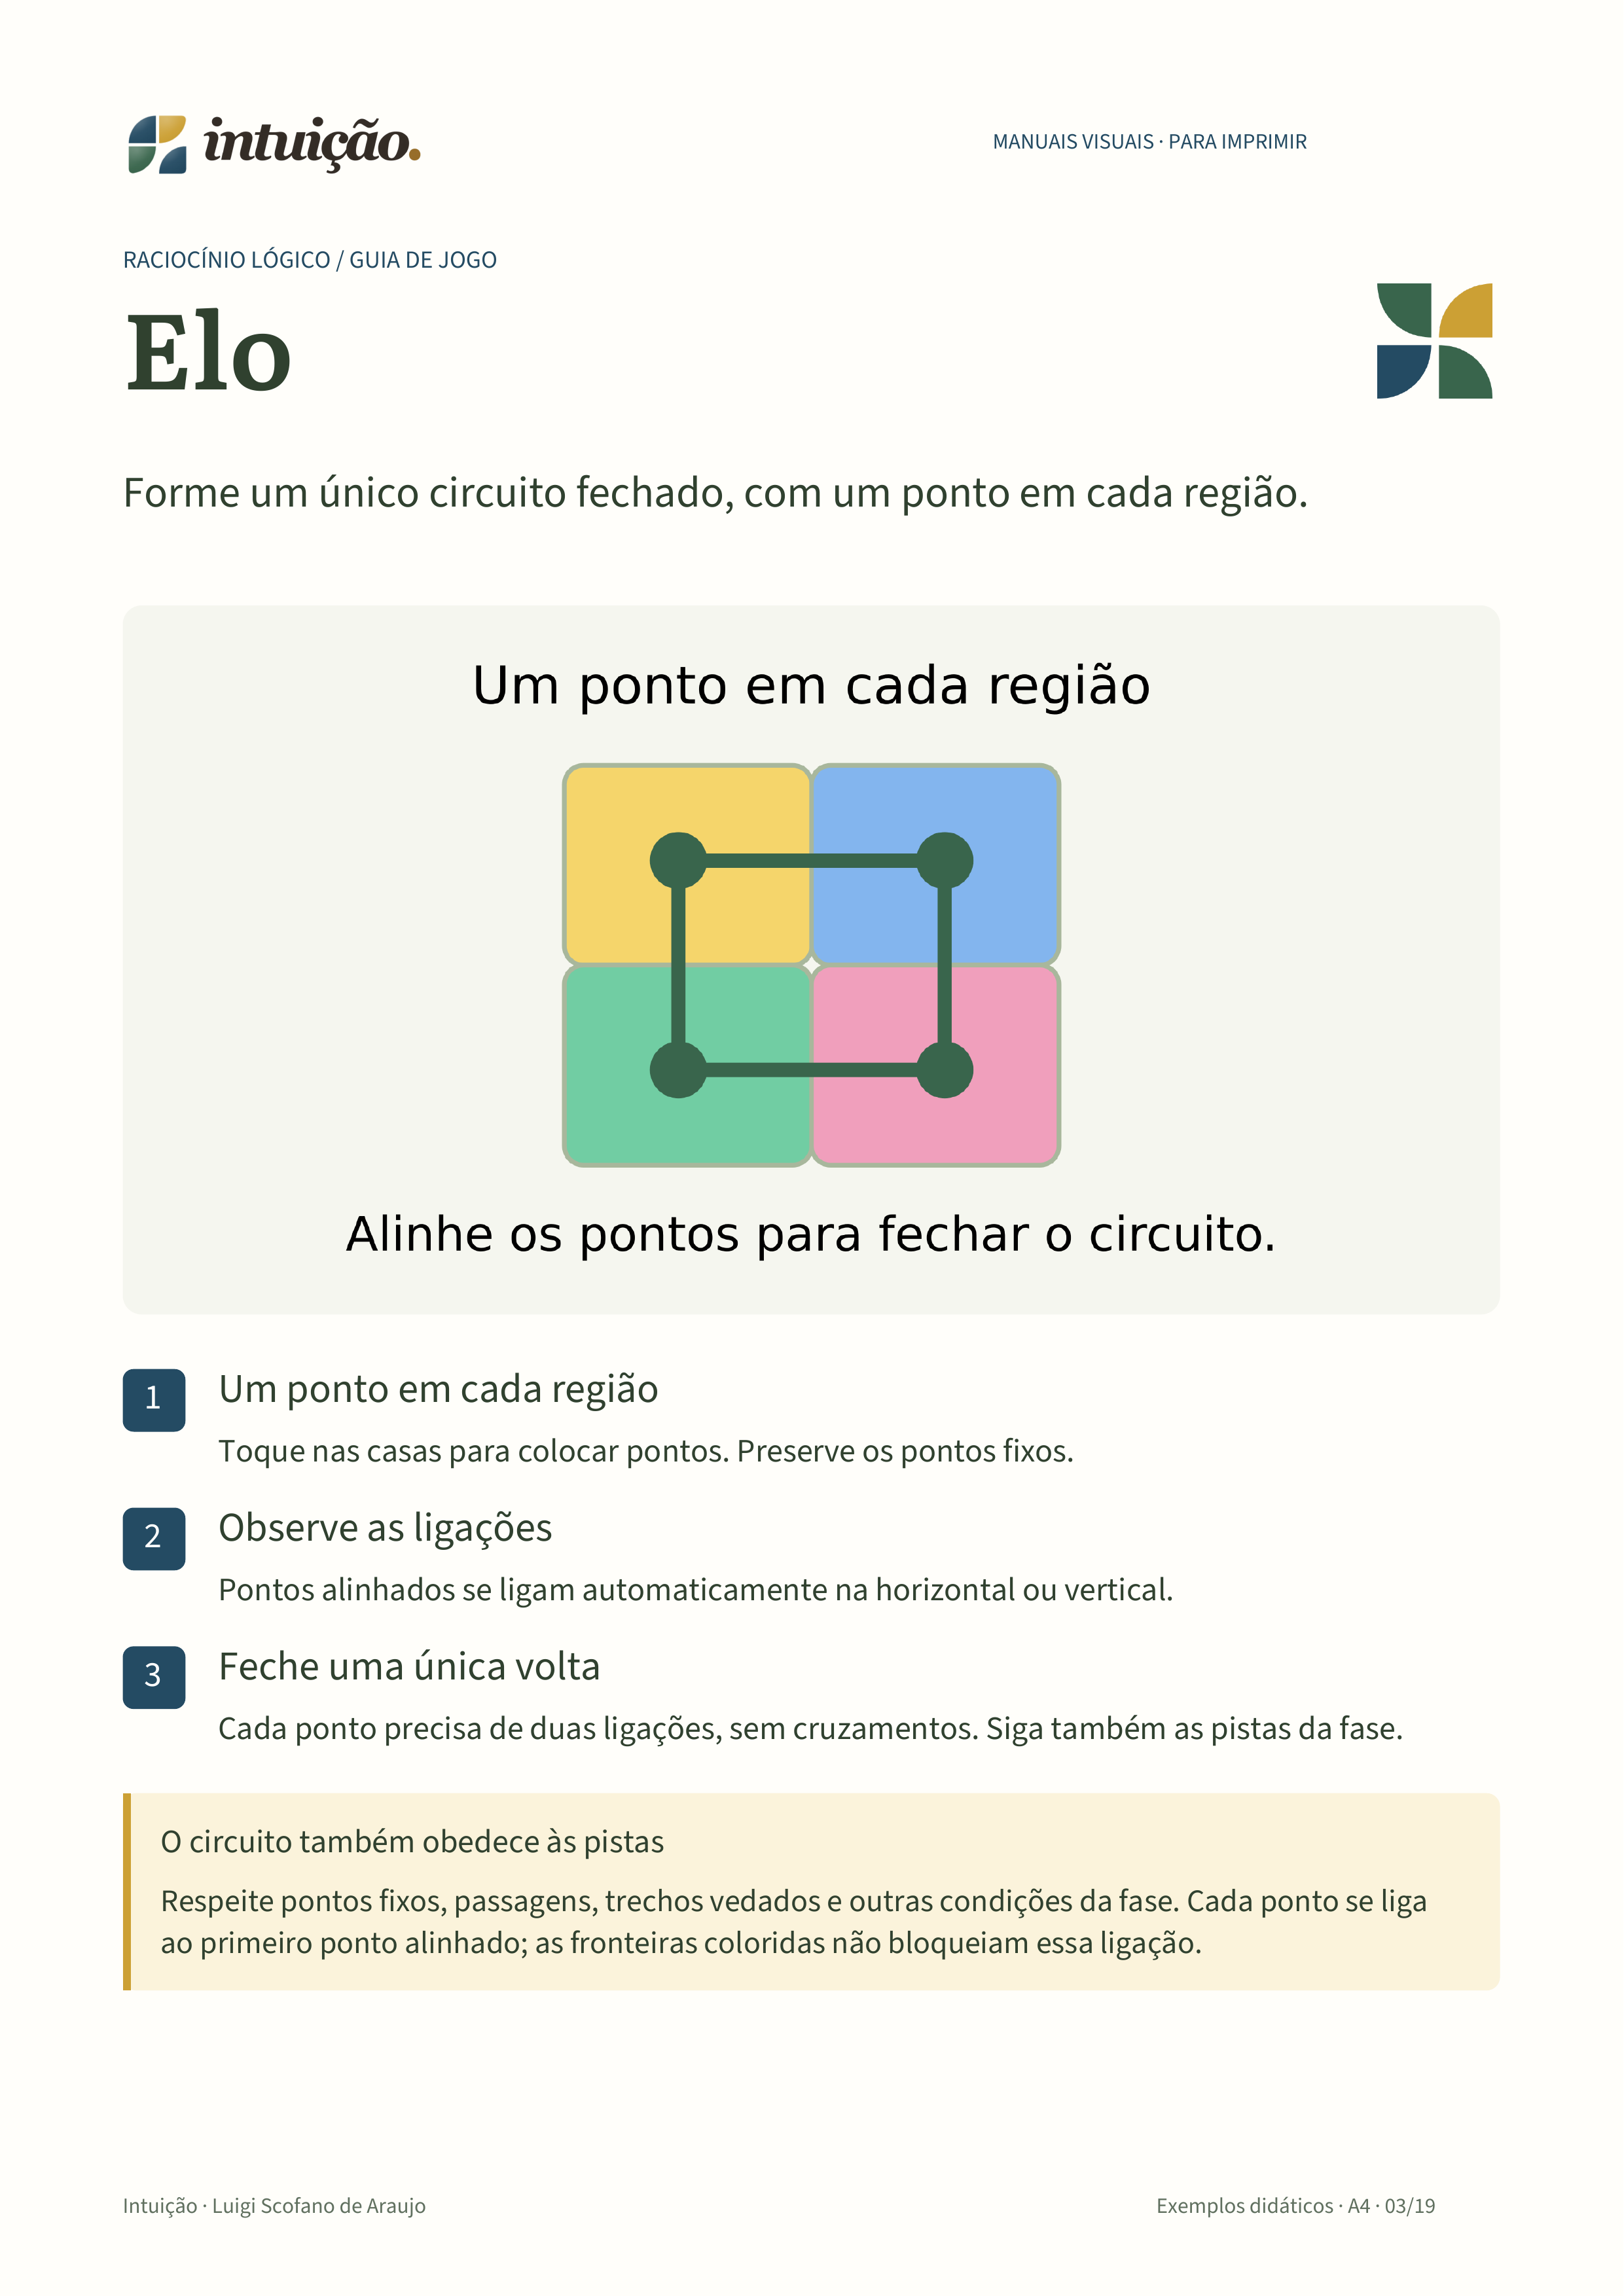 intuição.
MANUAIS VISUAIS · PARA IMPRIMIR
RACIOCÍNIO LÓGICO / GUIA DE JOGO
Elo
Forme um único circuito fechado, com um ponto em cada região.
Um ponto em cada região
Alinhe os pontos para fechar o circuito.
1
Um ponto em cada região
Toque nas casas para colocar pontos. Preserve os pontos fixos.
2
Observe as ligações
Pontos alinhados se ligam automaticamente na horizontal ou vertical.
3
Feche uma única volta
Cada ponto precisa de duas ligações, sem cruzamentos. Siga também as pistas da fase.
O circuito também obedece às pistas
Respeite pontos fixos, passagens, trechos vedados e outras condições da fase. Cada ponto se liga
ao primeiro ponto alinhado; as fronteiras coloridas não bloqueiam essa ligação.
Intuição · Luigi Scofano de Araujo
Exemplos didáticos · A4 · 03/19